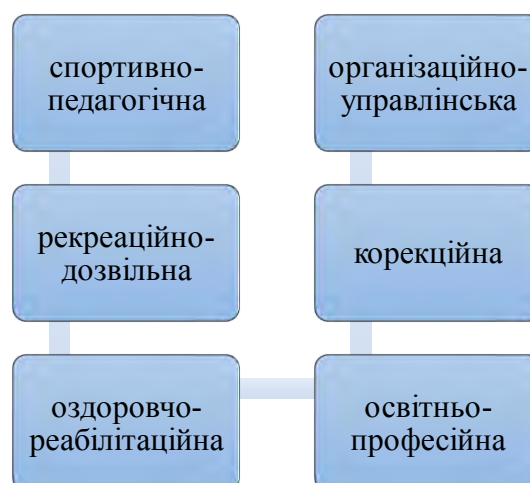 спортивно-
педагогічна
рекреаційно-
дозвільна
оздоровчо-
реабілітаційна
освітньо-
професійна
корекційна
організаційно-
управлінська